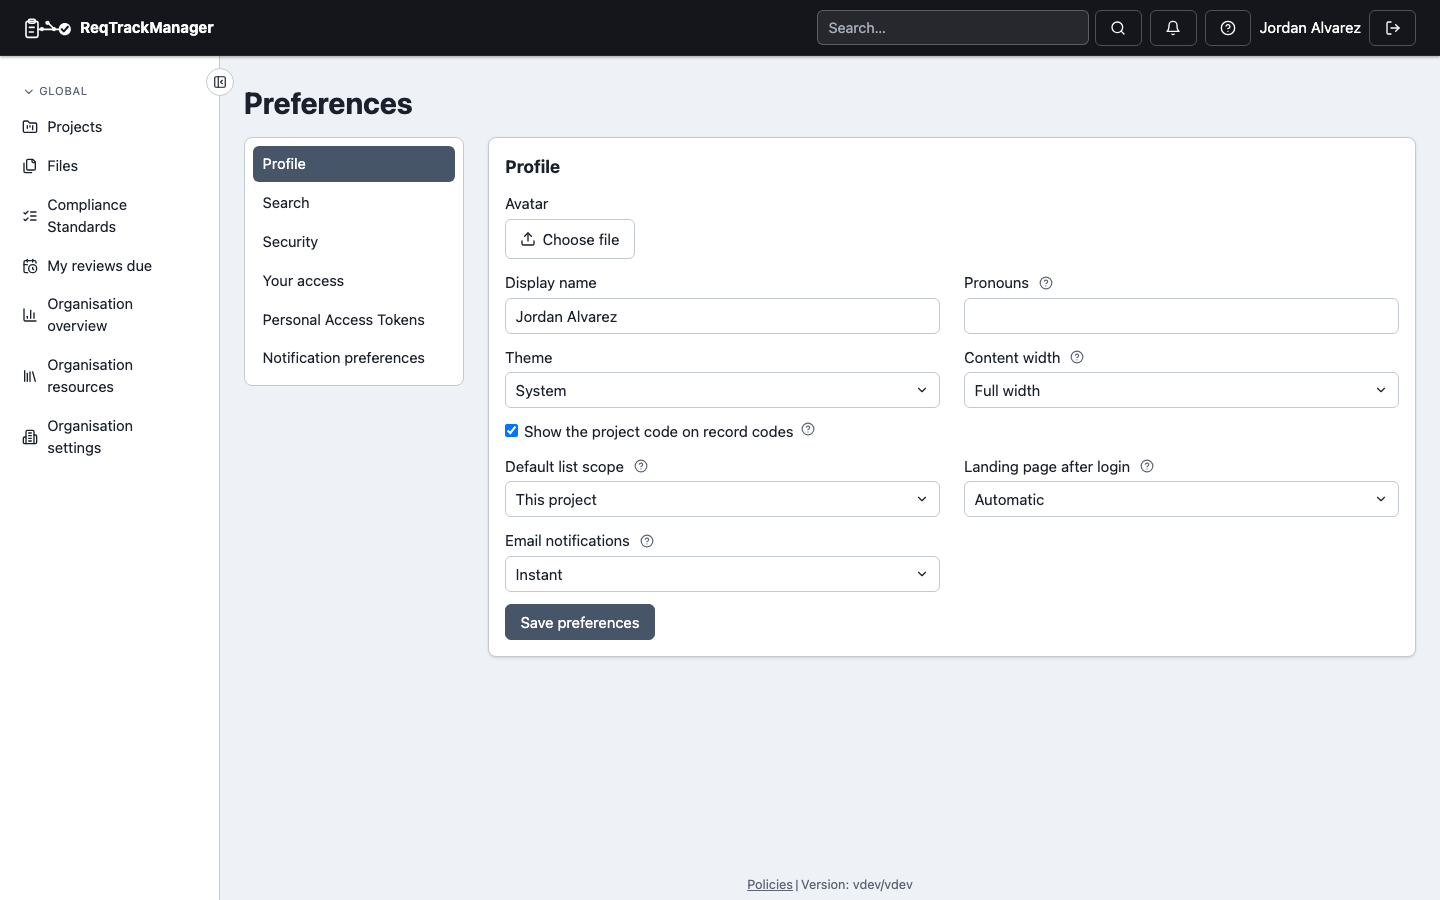 ReqTrackManager
Search...
Jordan Alvarez
GLOBAL
Projects
Files
Compliance
Standards
My reviews due
Organisation
overview
Organisation
resources
Organisation
settings
Preferences
Profile
Search
Security
Your access
Personal Access Tokens
Notification preferences
Profile
Avatar
Choose file
Display name
Pronouns
Jordan Alvarez
Theme
Content width
System
Full width
Show the project code on record codes
Default list scope
Landing page after login
This project
Automatic
Email notifications
Instant
Save preferences
Policies | Version: vdev/vdev